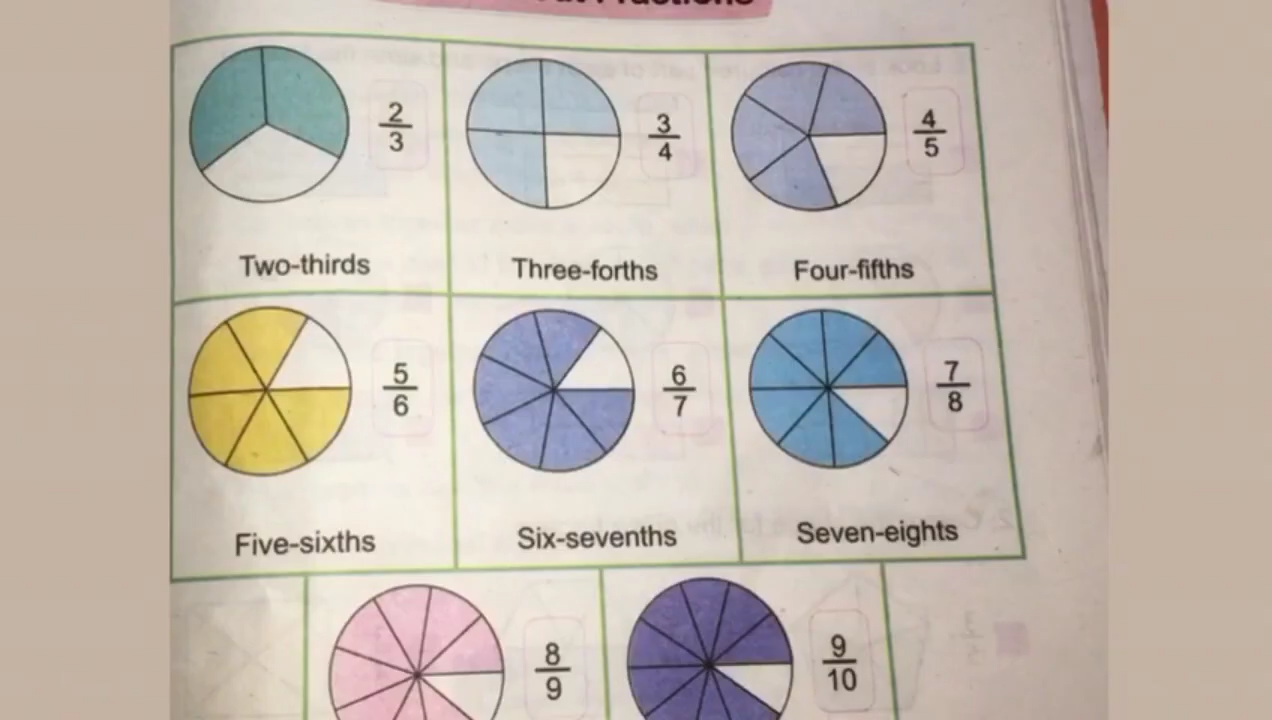 Fractions
2/3
3/4
4/5
Two-thirds
Three-forths
Four-fifths
5/6
6/7
7/8
Five-sixths
Six-sevenths
Seven-eights
8/9
9/10